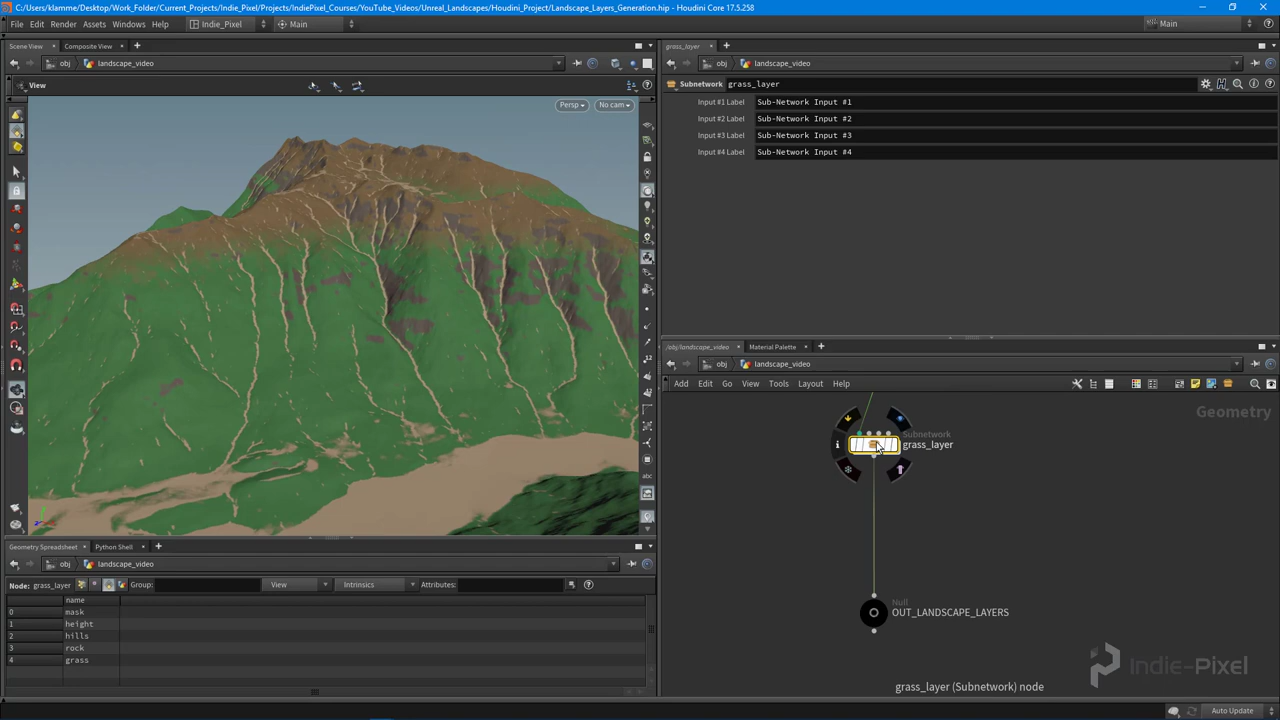 C:/Users/klamme/Desktop/Work_Folder/Current_Projects/Indie_Pixel/Projects/IndiePixel_Courses/YouTube_Videos/Unreal_Landscapes/Houdini_Project/Landscape_Layers_Generation.hip - Houdini Core 17.5.258
File Edit Render Assets Windows Help Indie_Pixel Main Main
Scene View Composite View
obj landscape_video
View
Persp No cam
abc
Geometry Spreadsheet Python Shell
obj landscape_video
Node: grass_layer Group: View Intrinsics Attributes:
name
0 mask
1 height
2 hills
3 rock
4 grass
grass_layer
obj landscape_video
Subnetwork grass_layer
Input #1 Label Sub-Network Input #1
Input #2 Label Sub-Network Input #2
Input #3 Label Sub-Network Input #3
Input #4 Label Sub-Network Input #4
/obj/landscape_video Material Palette
obj landscape_video
Add Edit Go View Tools Layout Help
Geometry
Subnetwork
grass_layer
Null
OUT_LANDSCAPE_LAYERS
Indie-Pixel
grass_layer (Subnetwork) node
Auto Update